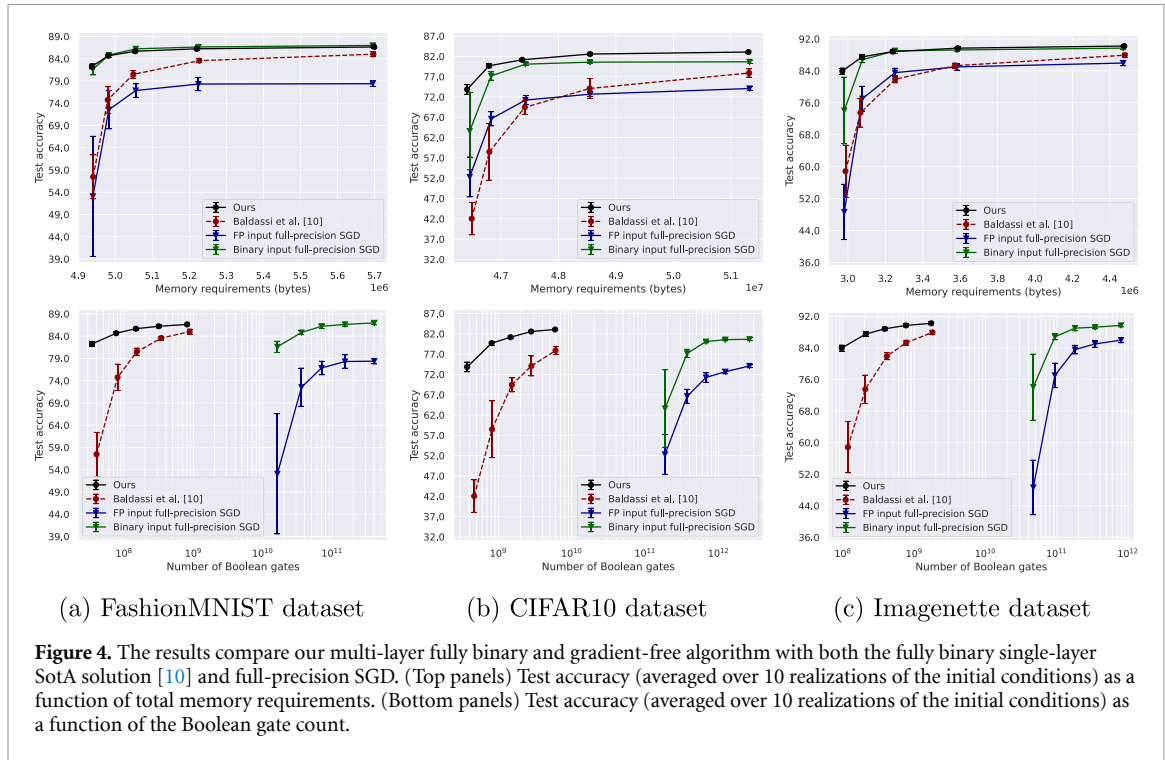 89.0
84.0
79.0
74.0
69.0
64.0
59.0
54.0
49.0
44.0
39.0
Test accuracy
Ours
Baldassi et al. [10]
FP input full-precision SGD
Binary input full-precision SGD
4.9 5.0 5.1 5.2 5.3 5.4 5.5 5.6 5.7
Memory requirements (bytes)
1e6
87.0
82.0
77.0
72.0
67.0
62.0
57.0
52.0
47.0
42.0
37.0
32.0
Test accuracy
Ours
Baldassi et al. [10]
FP input full-precision SGD
Binary input full-precision SGD
4.7 4.8 4.9 5.0 5.1
Memory requirements (bytes)
1e7
92.0
84.0
76.0
68.0
60.0
52.0
44.0
36.0
Test accuracy
Ours
Baldassi et al. [10]
FP input full-precision SGD
Binary input full-precision SGD
3.0 3.2 3.4 3.6 3.8 4.0 4.2 4.4
Memory requirements (bytes)
1e6
89.0
84.0
79.0
74.0
69.0
64.0
59.0
54.0
49.0
44.0
39.0
Test accuracy
Ours
Baldassi et al. [10]
FP input full-precision SGD
Binary input full-precision SGD
10⁸ 10⁹ 10¹⁰ 10¹¹
Number of Boolean gates
87.0
82.0
77.0
72.0
67.0
62.0
57.0
52.0
47.0
42.0
37.0
32.0
Test accuracy
Ours
Baldassi et al. [10]
FP input full-precision SGD
Binary input full-precision SGD
10⁹ 10¹⁰ 10¹¹ 10¹²
Number of Boolean gates
92.0
84.0
76.0
68.0
60.0
52.0
44.0
36.0
Test accuracy
Ours
Baldassi et al. [10]
FP input full-precision SGD
Binary input full-precision SGD
10⁸ 10⁹ 10¹⁰ 10¹¹ 10¹²
Number of Boolean gates
(a) FashionMNIST dataset
(b) CIFAR10 dataset
(c) Imagenette dataset
Figure 4. The results compare our multi-layer fully binary and gradient-free algorithm with both the fully binary single-layer
SotA solution [10] and full-precision SGD. (Top panels) Test accuracy (averaged over 10 realizations of the initial conditions) as a
function of total memory requirements. (Bottom panels) Test accuracy (averaged over 10 realizations of the initial conditions) as
a function of the Boolean gate count.